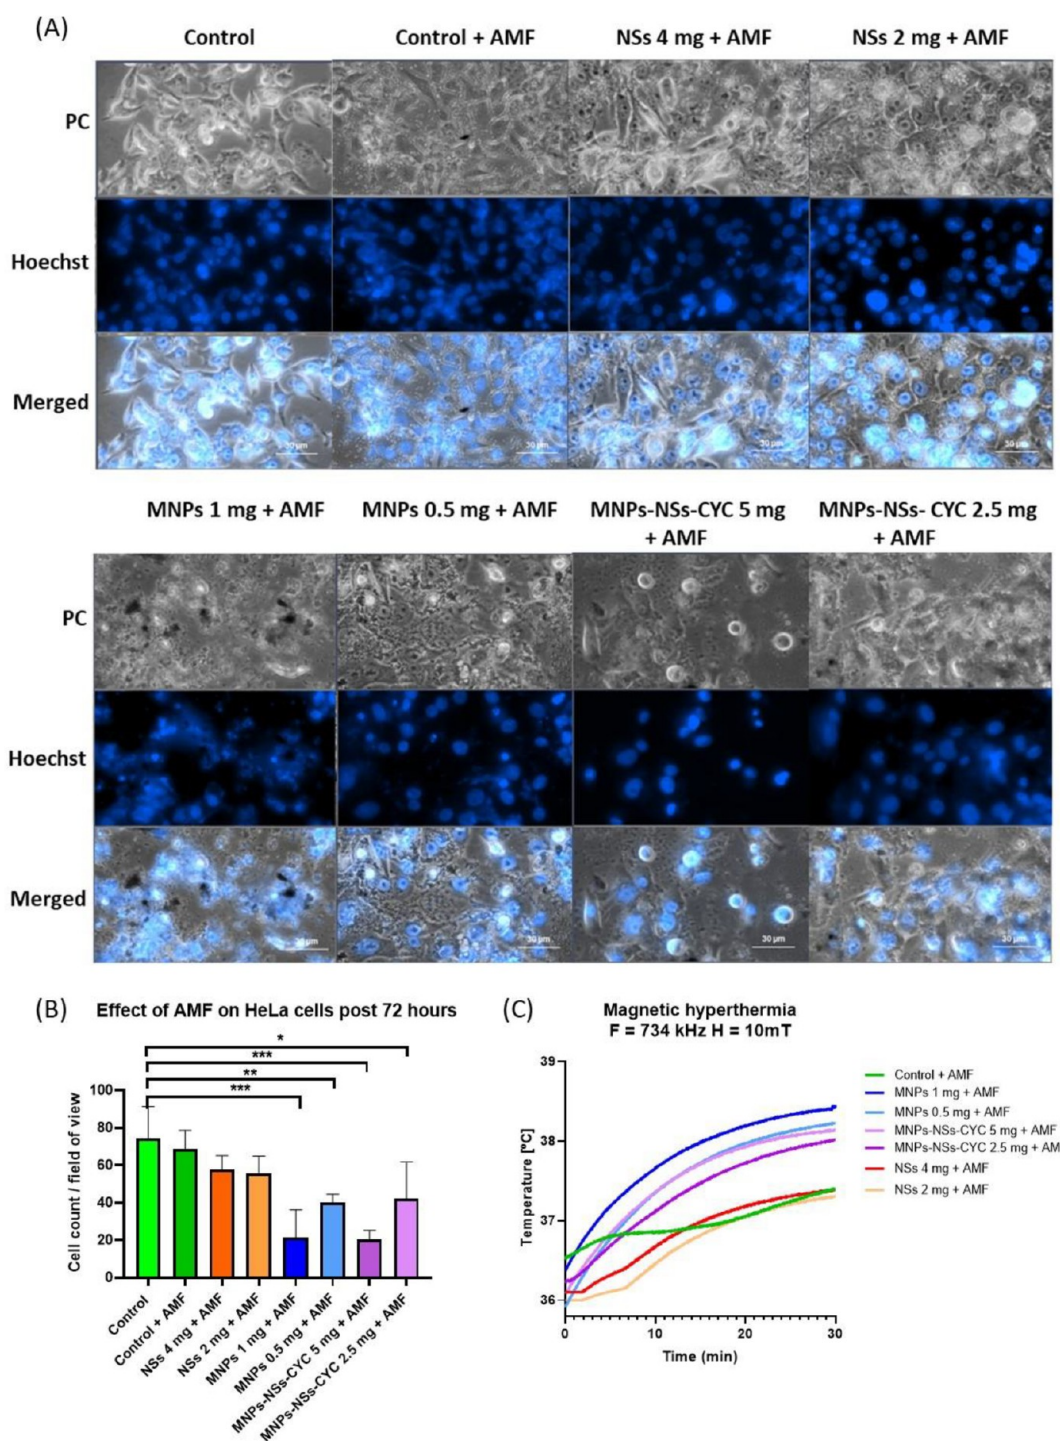 (A)
Control
Control + AMF
NSs 4 mg + AMF
NSs 2 mg + AMF
PC
Hoechst
Merged
30 µm
30 µm
30 µm
30 µm
MNPs 1 mg + AMF
MNPs 0.5 mg + AMF
MNPs-NSs-CYC 5 mg
+ AMF
MNPs-NSs- CYC 2.5 mg
+ AMF
PC
Hoechst
Merged
30 µm
30 µm
30 µm
30 µm
(B)
Effect of AMF on HeLa cells post 72 hours
*
***
**
***
100
80
60
40
20
0
Cell count / field of view
Control
Control + AMF
NSs 4 mg + AMF
NSs 2 mg + AMF
MNPs 1 mg + AMF
MNPs 0.5 mg + AMF
MNPs-NSs-CYC 5 mg + AMF
MNPs-NSs-CYC 2.5 mg + AMF
(C)
Magnetic hyperthermia
F = 734 kHz H = 10mT
39
38
37
36
Temperature [ºC]
0
10
20
30
Time (min)
Control + AMF
MNPs 1 mg + AMF
MNPs 0.5 mg + AMF
MNPs-NSs-CYC 5 mg + AMF
MNPs-NSs-CYC 2.5 mg + AM
NSs 4 mg + AMF
NSs 2 mg + AMF